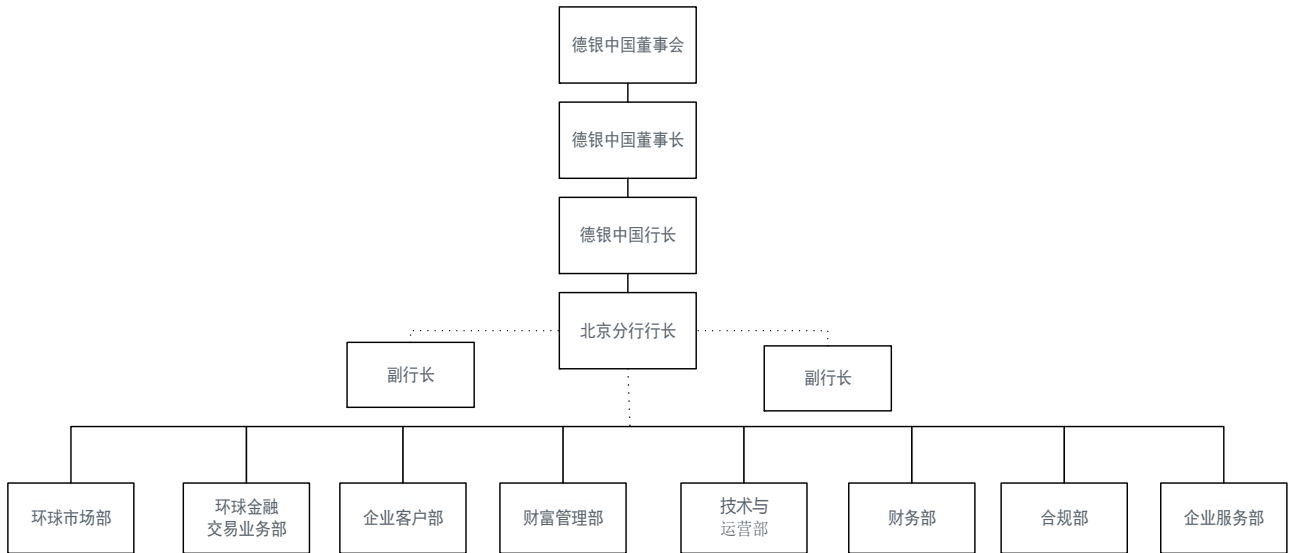 德银中国董事会
德银中国董事长
德银中国行长
北京分行行长
副行长
副行长
环球市场部
环球金融
交易业务部
企业客户部
财富管理部
技术与
运营部
财务部
合规部
企业服务部